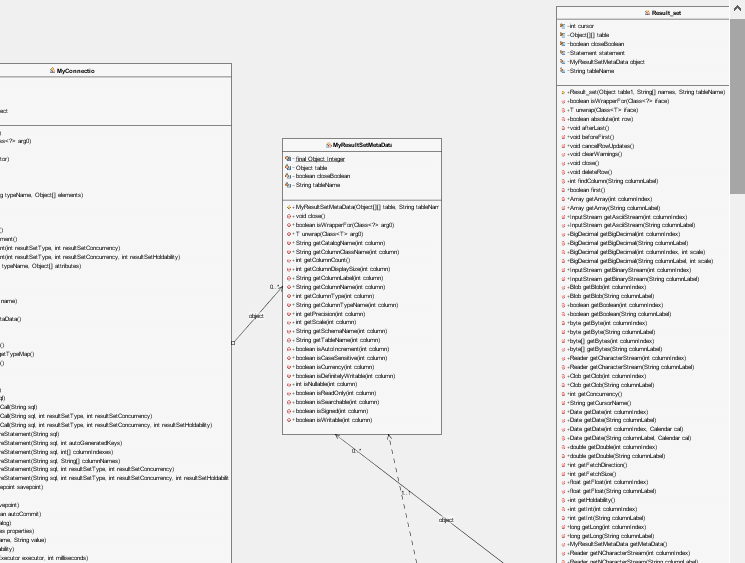 MyConnectio
ect
)
ss<?> arg0)
tor)
g typeName, Object[] elements)
()
ment()
nt(int resultSetType, int resultSetConcurrency)
nt(int resultSetType, int resultSetConcurrency, int resultSetHoldability)
typeName, Object[] attributes)
name)
taData()
()
getTypeMap()
()
)
ql)
Call(String sql)
Call(String sql, int resultSetType, int resultSetConcurrency)
Call(String sql, int resultSetType, int resultSetConcurrency, int resultSetHoldability)
reStatement(String sql)
reStatement(String sql, int autoGeneratedKeys)
reStatement(String sql, int[] columnIndexes)
reStatement(String sql, String[] columnNames)
reStatement(String sql, int resultSetType, int resultSetConcurrency)
reStatement(String sql, int resultSetType, int resultSetConcurrency, int resultSetHoldabilit
epoint savepoint)
vepoint)
an autoCommit)
alog)
es properties)
ame, String value)
ability)
Executor executor, int milliseconds)
object
0..*
MyResultSetMetaData
- final Object integer
- Object table
- boolean closeBoolean
- String tableName
+ MyResultSetMetaData(Object[][] table, String tableNam
+ void close()
+ boolean isWrapperFor(Class<?> arg0)
+ T unwrap(Class<T> arg0)
+ String getCatalogName(int column)
+ String getColumnClassName(int column)
+ int getColumnCount()
+ int getColumnDisplaySize(int column)
+ String getColumnLabel(int column)
+ String getColumnName(int column)
+ int getColumnType(int column)
+ String getColumnTypeName(int column)
+ int getPrecision(int column)
+ int getScale(int column)
+ String getSchemaName(int column)
+ String getTableName(int column)
+ boolean isAutoIncrement(int column)
+ boolean isCaseSensitive(int column)
+ boolean isCurrency(int column)
+ boolean isDefinitelyWritable(int column)
+ int isNullable(int column)
+ boolean isReadOnly(int column)
+ boolean isSearchable(int column)
+ boolean isSigned(int column)
+ boolean isWritable(int column)
0..*
object
Result_set
-int cursor
-Object[][] table
-boolean closeBoolean
-Statement statement
-MyResultSetMetaData object
-String tableName
+Result_set(Object table1, String[] names, String tableName)
+boolean isWrapperFor(Class<?> iface)
+T unwrap(Class<T> iface)
+boolean absolute(int row)
+void afterLast()
+void beforeFirst()
+void cancelRowUpdates()
+void clearWarnings()
+void close()
+void deleteRow()
+int findColumn(String columnLabel)
+boolean first()
+Array getArray(int columnIndex)
+Array getArray(String columnLabel)
+InputStream getAsciiStream(int columnIndex)
+InputStream getAsciiStream(String columnLabel)
+BigDecimal getBigDecimal(int columnIndex)
+BigDecimal getBigDecimal(String columnLabel)
+BigDecimal getBigDecimal(int columnIndex, int scale)
+BigDecimal getBigDecimal(String columnLabel, int scale)
+InputStream getBinaryStream(int columnIndex)
+InputStream getBinaryStream(String columnLabel)
+Blob getBlob(int columnIndex)
+Blob getBlob(String columnLabel)
+boolean getBoolean(int columnIndex)
+boolean getBoolean(String columnLabel)
+byte getByte(int columnIndex)
+byte getByte(String columnLabel)
+byte[] getBytes(int columnIndex)
+byte[] getBytes(String columnLabel)
+Reader getCharacterStream(int columnIndex)
+Reader getCharacterStream(String columnLabel)
+Clob getClob(int columnIndex)
+Clob getClob(String columnLabel)
+int getConcurrency()
+String getCursorName()
+Date getDate(int columnIndex)
+Date getDate(String columnLabel)
+Date getDate(int columnIndex, Calendar cal)
+Date getDate(String columnLabel, Calendar cal)
+double getDouble(int columnIndex)
+double getDouble(String columnLabel)
+int getFetchDirection()
+int getFetchSize()
+float getFloat(int columnIndex)
+float getFloat(String columnLabel)
+int getHoldability()
+int getInt(int columnIndex)
+int getInt(String columnLabel)
+long getLong(int columnIndex)
+long getLong(String columnLabel)
+MyResultSetMetaData getMetaData()
+Reader getNCharacterStream(int columnIndex)
+Reader getNCharacterStream(String columnLabel)